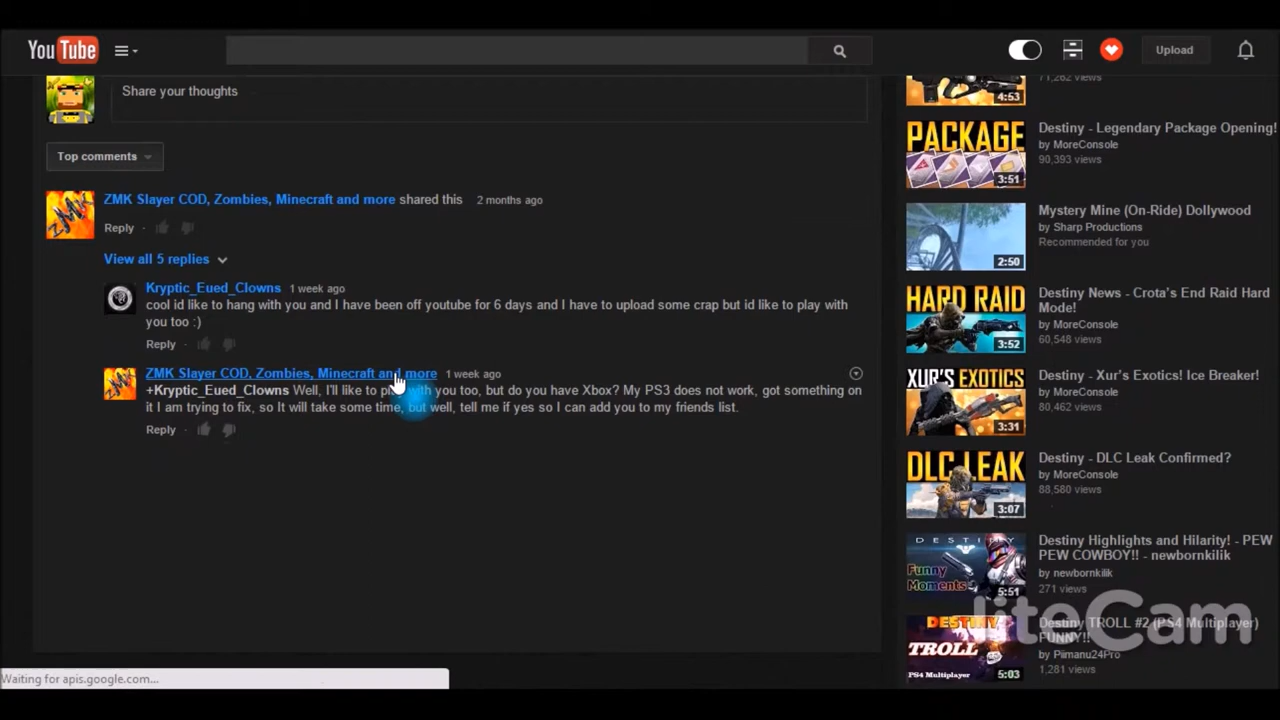 YouTube
Upload
Share your thoughts
Top comments
ZMK Slayer COD, Zombies, Minecraft and more shared this 2 months ago
Reply
View all 5 replies
Kryptic_Eued_Clowns 1 week ago
cool id like to hang with you and I have been off youtube for 6 days and I have to upload some crap but id like to play with
you too :)
Reply
ZMK Slayer COD, Zombies, Minecraft and more 1 week ago
+Kryptic_Eued_Clowns Well, I'll like to play with you too, but do you have Xbox? My PS3 does not work, got something on
it I am trying to fix, so It will take some time, but well, tell me if yes so I can add you to my friends list.
Reply
71,262 views
4:53
PACKAGE
3:51
Destiny - Legendary Package Opening!
by MoreConsole
90,393 views
2:50
Mystery Mine (On-Ride) Dollywood
by Sharp Productions
Recommended for you
HARD RAID
3:52
Destiny News - Crota's End Raid Hard
Mode!
by MoreConsole
60,548 views
XUR'S EXOTICS
3:31
Destiny - Xur's Exotics! Ice Breaker!
by MoreConsole
80,462 views
DLC LEAK
3:07
Destiny - DLC Leak Confirmed?
by MoreConsole
88,580 views
DESTINY
Funny
Moments
5:51
Destiny Highlights and Hilarity! - PEW
PEW COWBOY!! - newbornkilik
by newbornkilik
271 views
DESTINY
TROLL
PS4 Multiplayer
5:03
Destiny TROLL #2 (PS4 Multiplayer)
FUNNY!!
by Piimanu24Pro
1,281 views
liteCam
Waiting for apis.google.com...
ZMK
ZMK